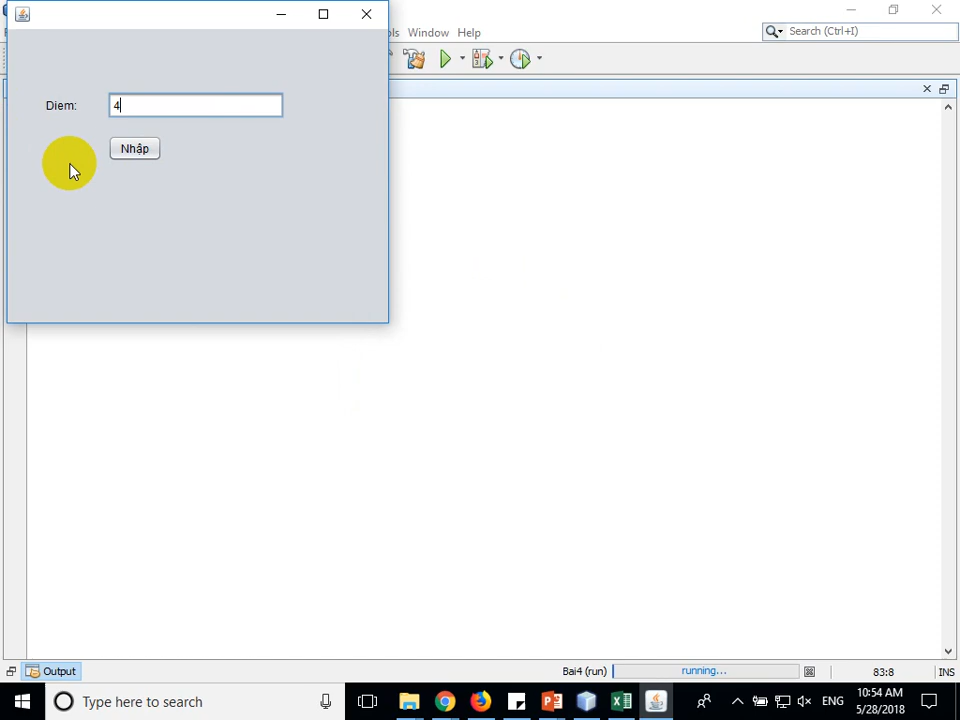 ols Window Help
Search (Ctrl+I)
Diem: 4
Nhập
Output
Bai4 (run)
running...
83:8
INS
Type here to search
ENG
10:54 AM
5/28/2018